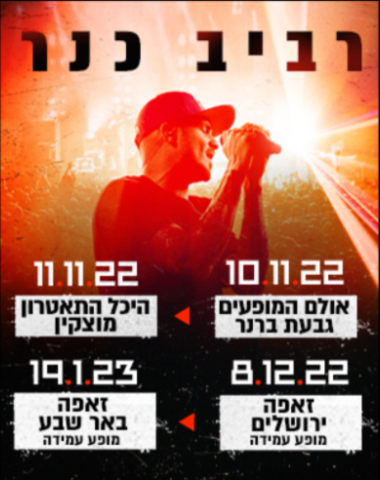 רביב כנר
10.11.22
אולם המופעים
גבעת ברנר
11.11.22
היכל התאטרון
מוצקין
8.12.22
זאפה
ירושלים
מופע עמידה
19.1.23
זאפה
באר שבע
מופע עמידה